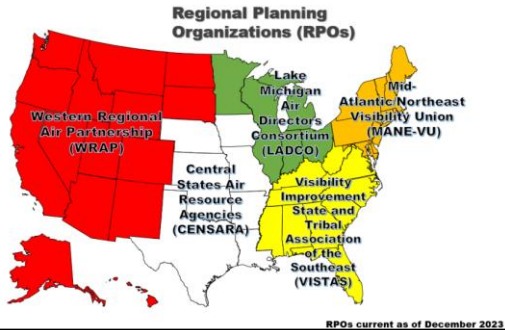 Regional Planning
Organizations (RPOs)
Lake
Michigan
Air
Directors
Consortium
(LADCO)
Mid-
Atlantic/Northeast
Visibility Union
(MANE-VU)
Western Regional
Air Partnership
(WRAP)
Central
States Air
Resource
Agencies
(CENSARA)
Visibility
Improvement
State and
Tribal
Association
of the
Southeast
(VISTAS)
RPOs current as of December 2023